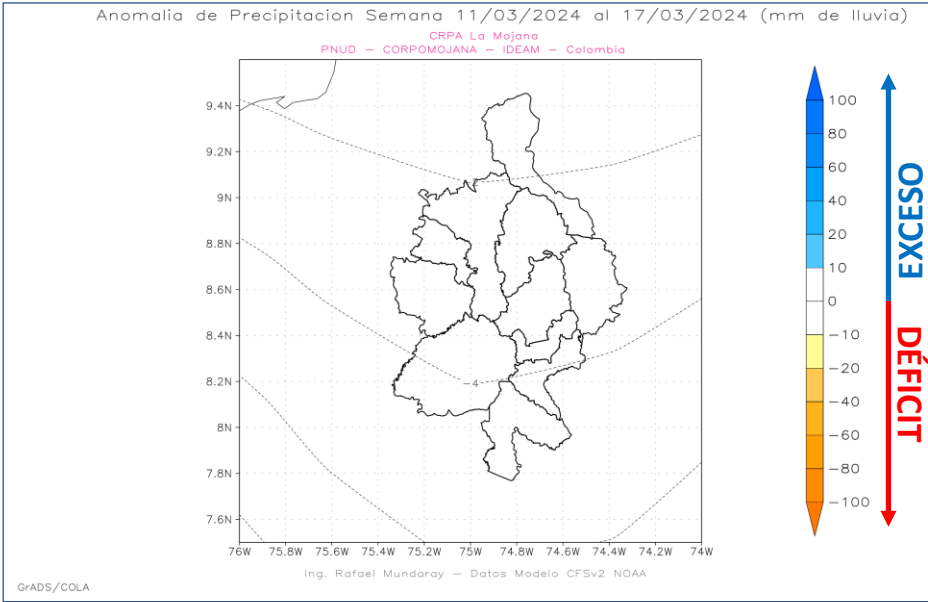 Anomalia de Precipitacion Semana 11/03/2024 al 17/03/2024 (mm de lluvia)
CRPA La Mojana
PNUD – CORPOMOJANA – IDEAM – Colombia
9.4N
9.2N
9N
8.8N
8.6N
8.4N
8.2N
8N
7.8N
7.6N
-4
76W 75.8W 75.6W 75.4W 75.2W 75W 74.8W 74.6W 74.4W 74.2W 74W
100
80
60
40
20
10
0
-10
-20
-40
-60
-80
-100
EXCESO
DÉFICIT
Ing. Rafael Mundaray – Datos Modelo CFSv2 NOAA
GrADS/COLA